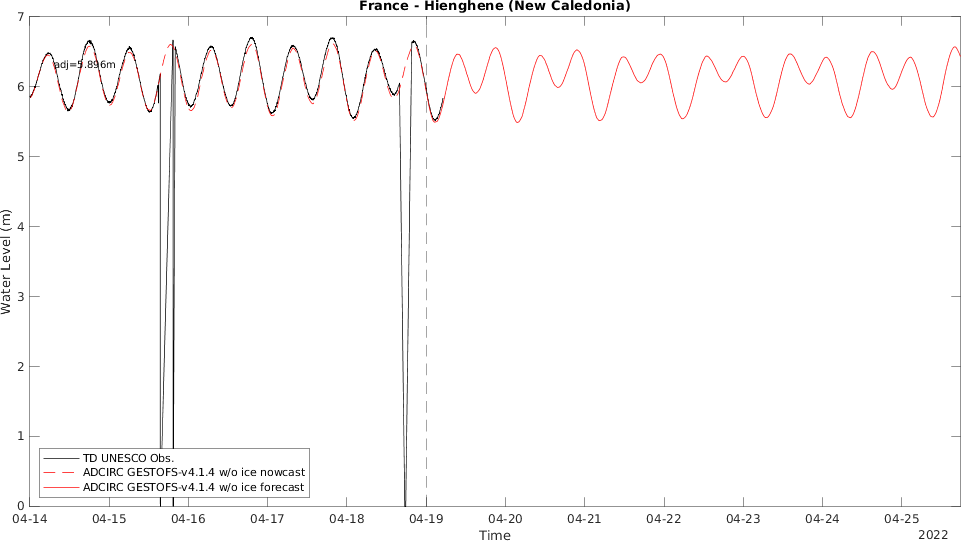 France - Hienghene (New Caledonia)
7
6
5
4
3
2
1
0
Water Level (m)
adj=5.896m
TD UNESCO Obs.
ADCIRC GESTOFS-v4.1.4 w/o ice nowcast
ADCIRC GESTOFS-v4.1.4 w/o ice forecast
04-14 04-15 04-16 04-17 04-18 04-19 04-20 04-21 04-22 04-23 04-24 04-25
Time
2022